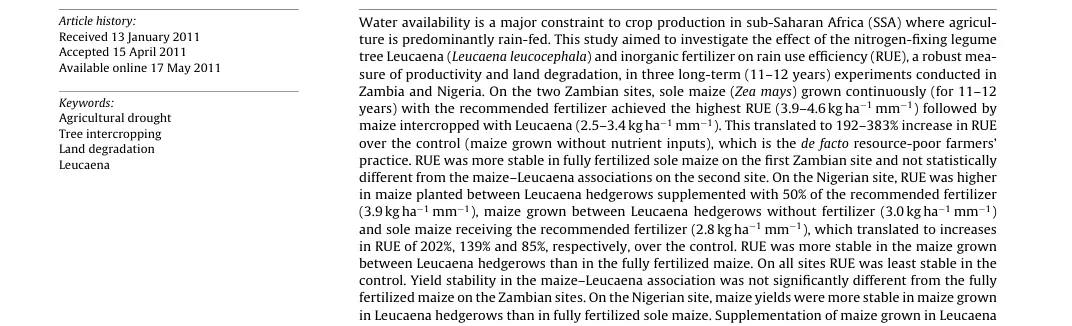 Article history:
Received 13 January 2011
Accepted 15 April 2011
Available online 17 May 2011
Keywords:
Agricultural drought
Tree intercropping
Land degradation
Leucaena
Water availability is a major constraint to crop production in sub-Saharan Africa (SSA) where agricul-
ture is predominantly rain-fed. This study aimed to investigate the effect of the nitrogen-fixing legume
tree Leucaena (Leucaena leucocephala) and inorganic fertilizer on rain use efficiency (RUE), a robust mea-
sure of productivity and land degradation, in three long-term (11–12 years) experiments conducted in
Zambia and Nigeria. On the two Zambian sites, sole maize (Zea mays) grown continuously (for 11–12
years) with the recommended fertilizer achieved the highest RUE (3.9–4.6 kg ha⁻¹ mm⁻¹) followed by
maize intercropped with Leucaena (2.5–3.4 kg ha⁻¹ mm⁻¹). This translated to 192–383% increase in RUE
over the control (maize grown without nutrient inputs), which is the de facto resource-poor farmers'
practice. RUE was more stable in fully fertilized sole maize on the first Zambian site and not statistically
different from the maize–Leucaena associations on the second site. On the Nigerian site, RUE was higher
in maize planted between Leucaena hedgerows supplemented with 50% of the recommended fertilizer
(3.9 kg ha⁻¹ mm⁻¹), maize grown between Leucaena hedgerows without fertilizer (3.0 kg ha⁻¹ mm⁻¹)
and sole maize receiving the recommended fertilizer (2.8 kg ha⁻¹ mm⁻¹), which translated to increases
in RUE of 202%, 139% and 85%, respectively, over the control. RUE was more stable in the maize grown
between Leucaena hedgerows than in the fully fertilized maize. On all sites RUE was least stable in the
control. Yield stability in the maize–Leucaena association was not significantly different from the fully
fertilized maize on the Zambian sites. On the Nigerian site, maize yields were more stable in maize grown
in Leucaena hedgerows than in fully fertilized sole maize. Supplementation of maize grown in Leucaena